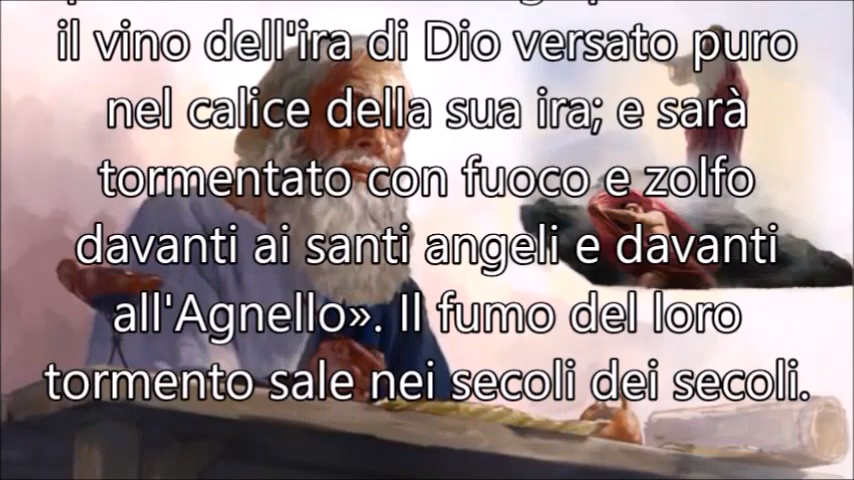 il vino dell'ira di Dio versato puro
nel calice della sua ira; e sarà
tormentato con fuoco e zolfo
davanti ai santi angeli e davanti
all'Agnello». Il fumo del loro
tormento sale nei secoli dei secoli.